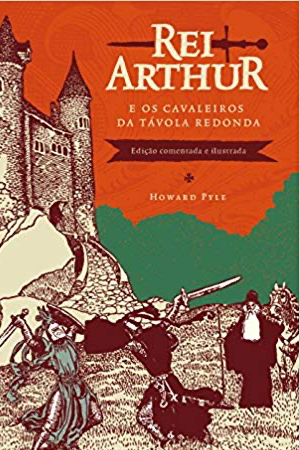 REI
ARTHUR
E OS CAVALEIROS
DA TÁVOLA REDONDA
Edição comentada e ilustrada
HOWARD PYLE